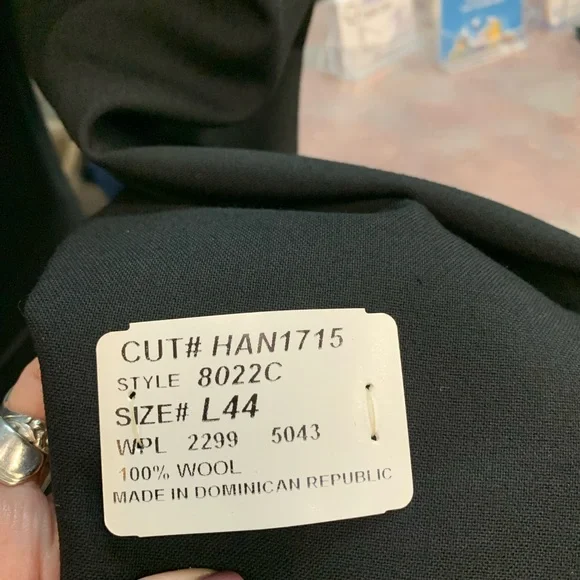 CUT# HAN1715
STYLE 8022C
SIZE# L44
WPL 2299 5043
100% WOOL
MADE IN DOMINICAN REPUBLIC